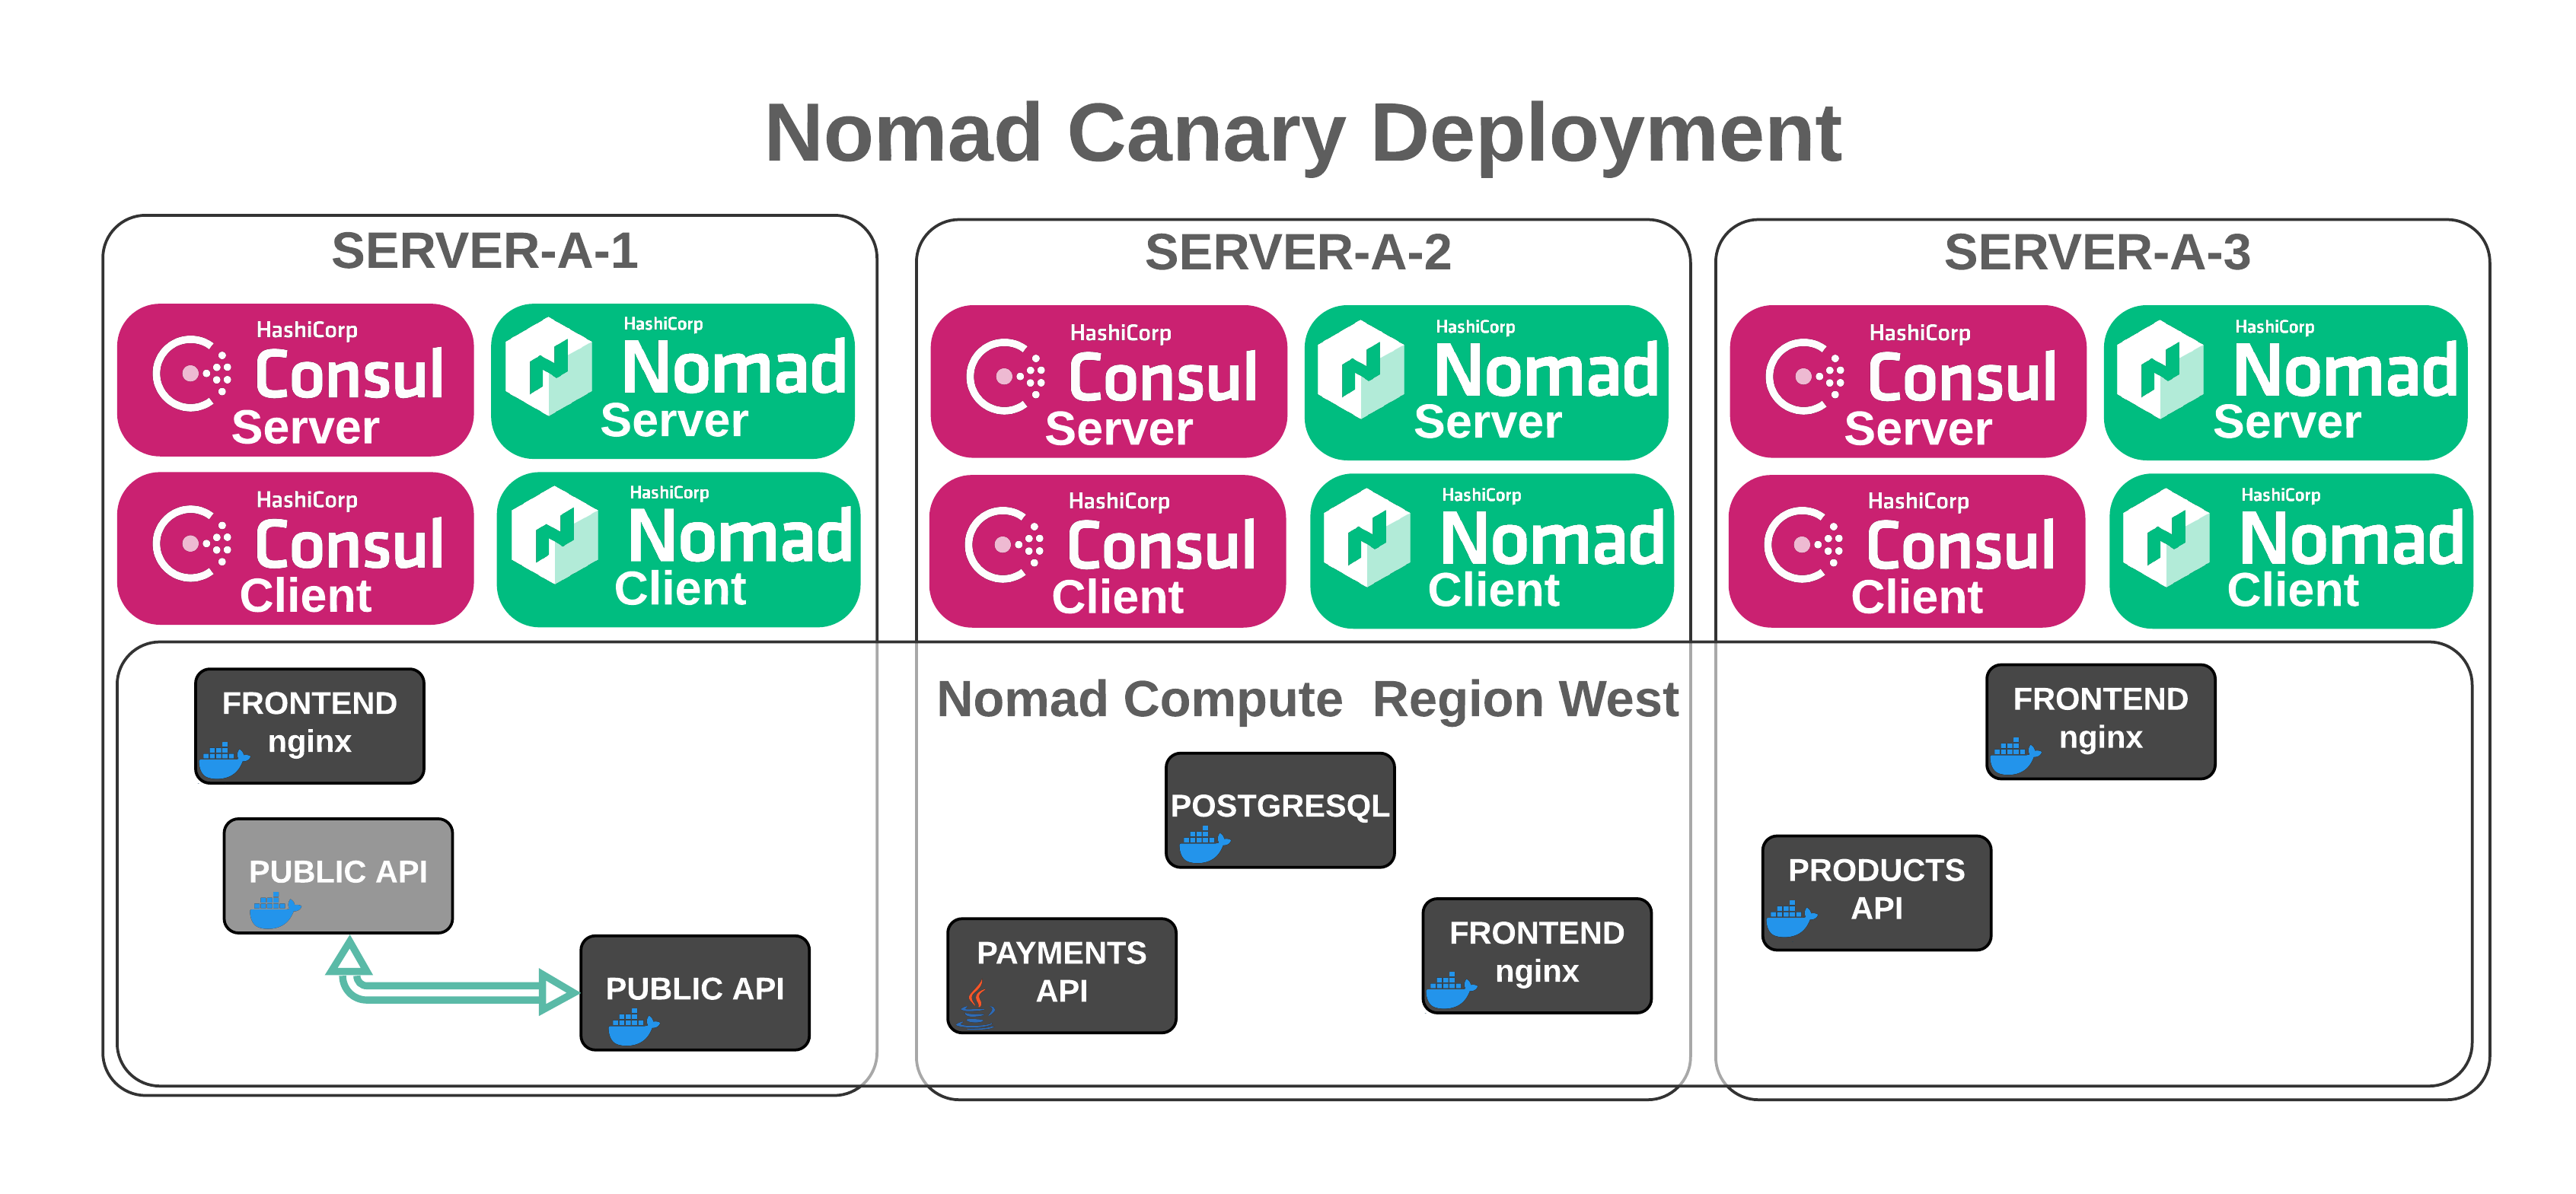 Nomad Canary Deployment
SERVER-A-1
HashiCorp
Consul
Server
HashiCorp
Nomad
Server
HashiCorp
Consul
Client
HashiCorp
Nomad
Client
SERVER-A-2
HashiCorp
Consul
Server
HashiCorp
Nomad
Server
HashiCorp
Consul
Client
HashiCorp
Nomad
Client
SERVER-A-3
HashiCorp
Consul
Server
HashiCorp
Nomad
Server
HashiCorp
Consul
Client
HashiCorp
Nomad
Client
Nomad Compute Region West
FRONTEND
nginx
PUBLIC API
PUBLIC API
POSTGRESQL
PAYMENTS
API
FRONTEND
nginx
FRONTEND
nginx
PRODUCTS
API